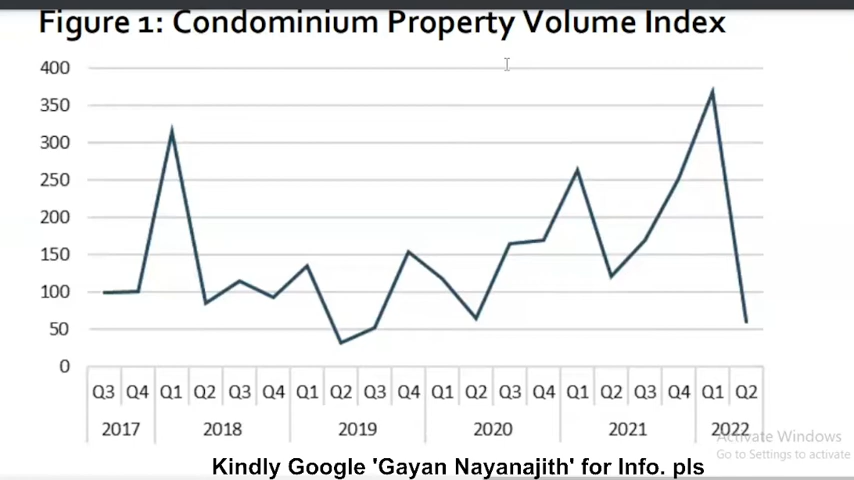 Figure 1: Condominium Property Volume Index
400
350
300
250
200
150
100
50
0
Q3 Q4 Q1 Q2 Q3 Q4 Q1 Q2 Q3 Q4 Q1 Q2 Q3 Q4 Q1 Q2 Q3 Q4 Q1 Q2
2017 2018 2019 2020 2021 2022
Activate Windows
Go to Settings to activate
Kindly Google 'Gayan Nayanajith' for Info. pls